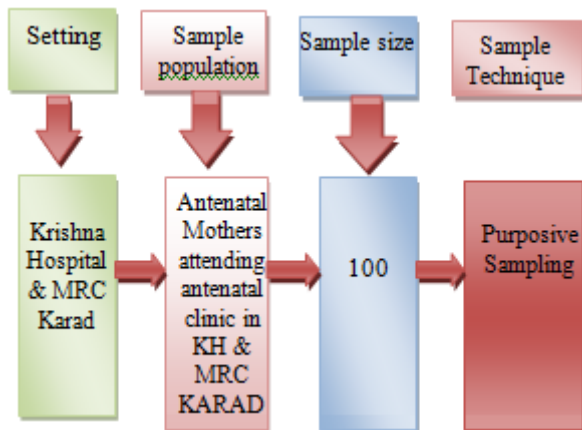 Setting
Sample
population
Sample size
Sample
Technique
Krishna
Hospital
& MRC
Karad
Antenatal
Mothers
attending
antenatal
clinic in
KH &
MRC
KARAD
100
Purposive
Sampling